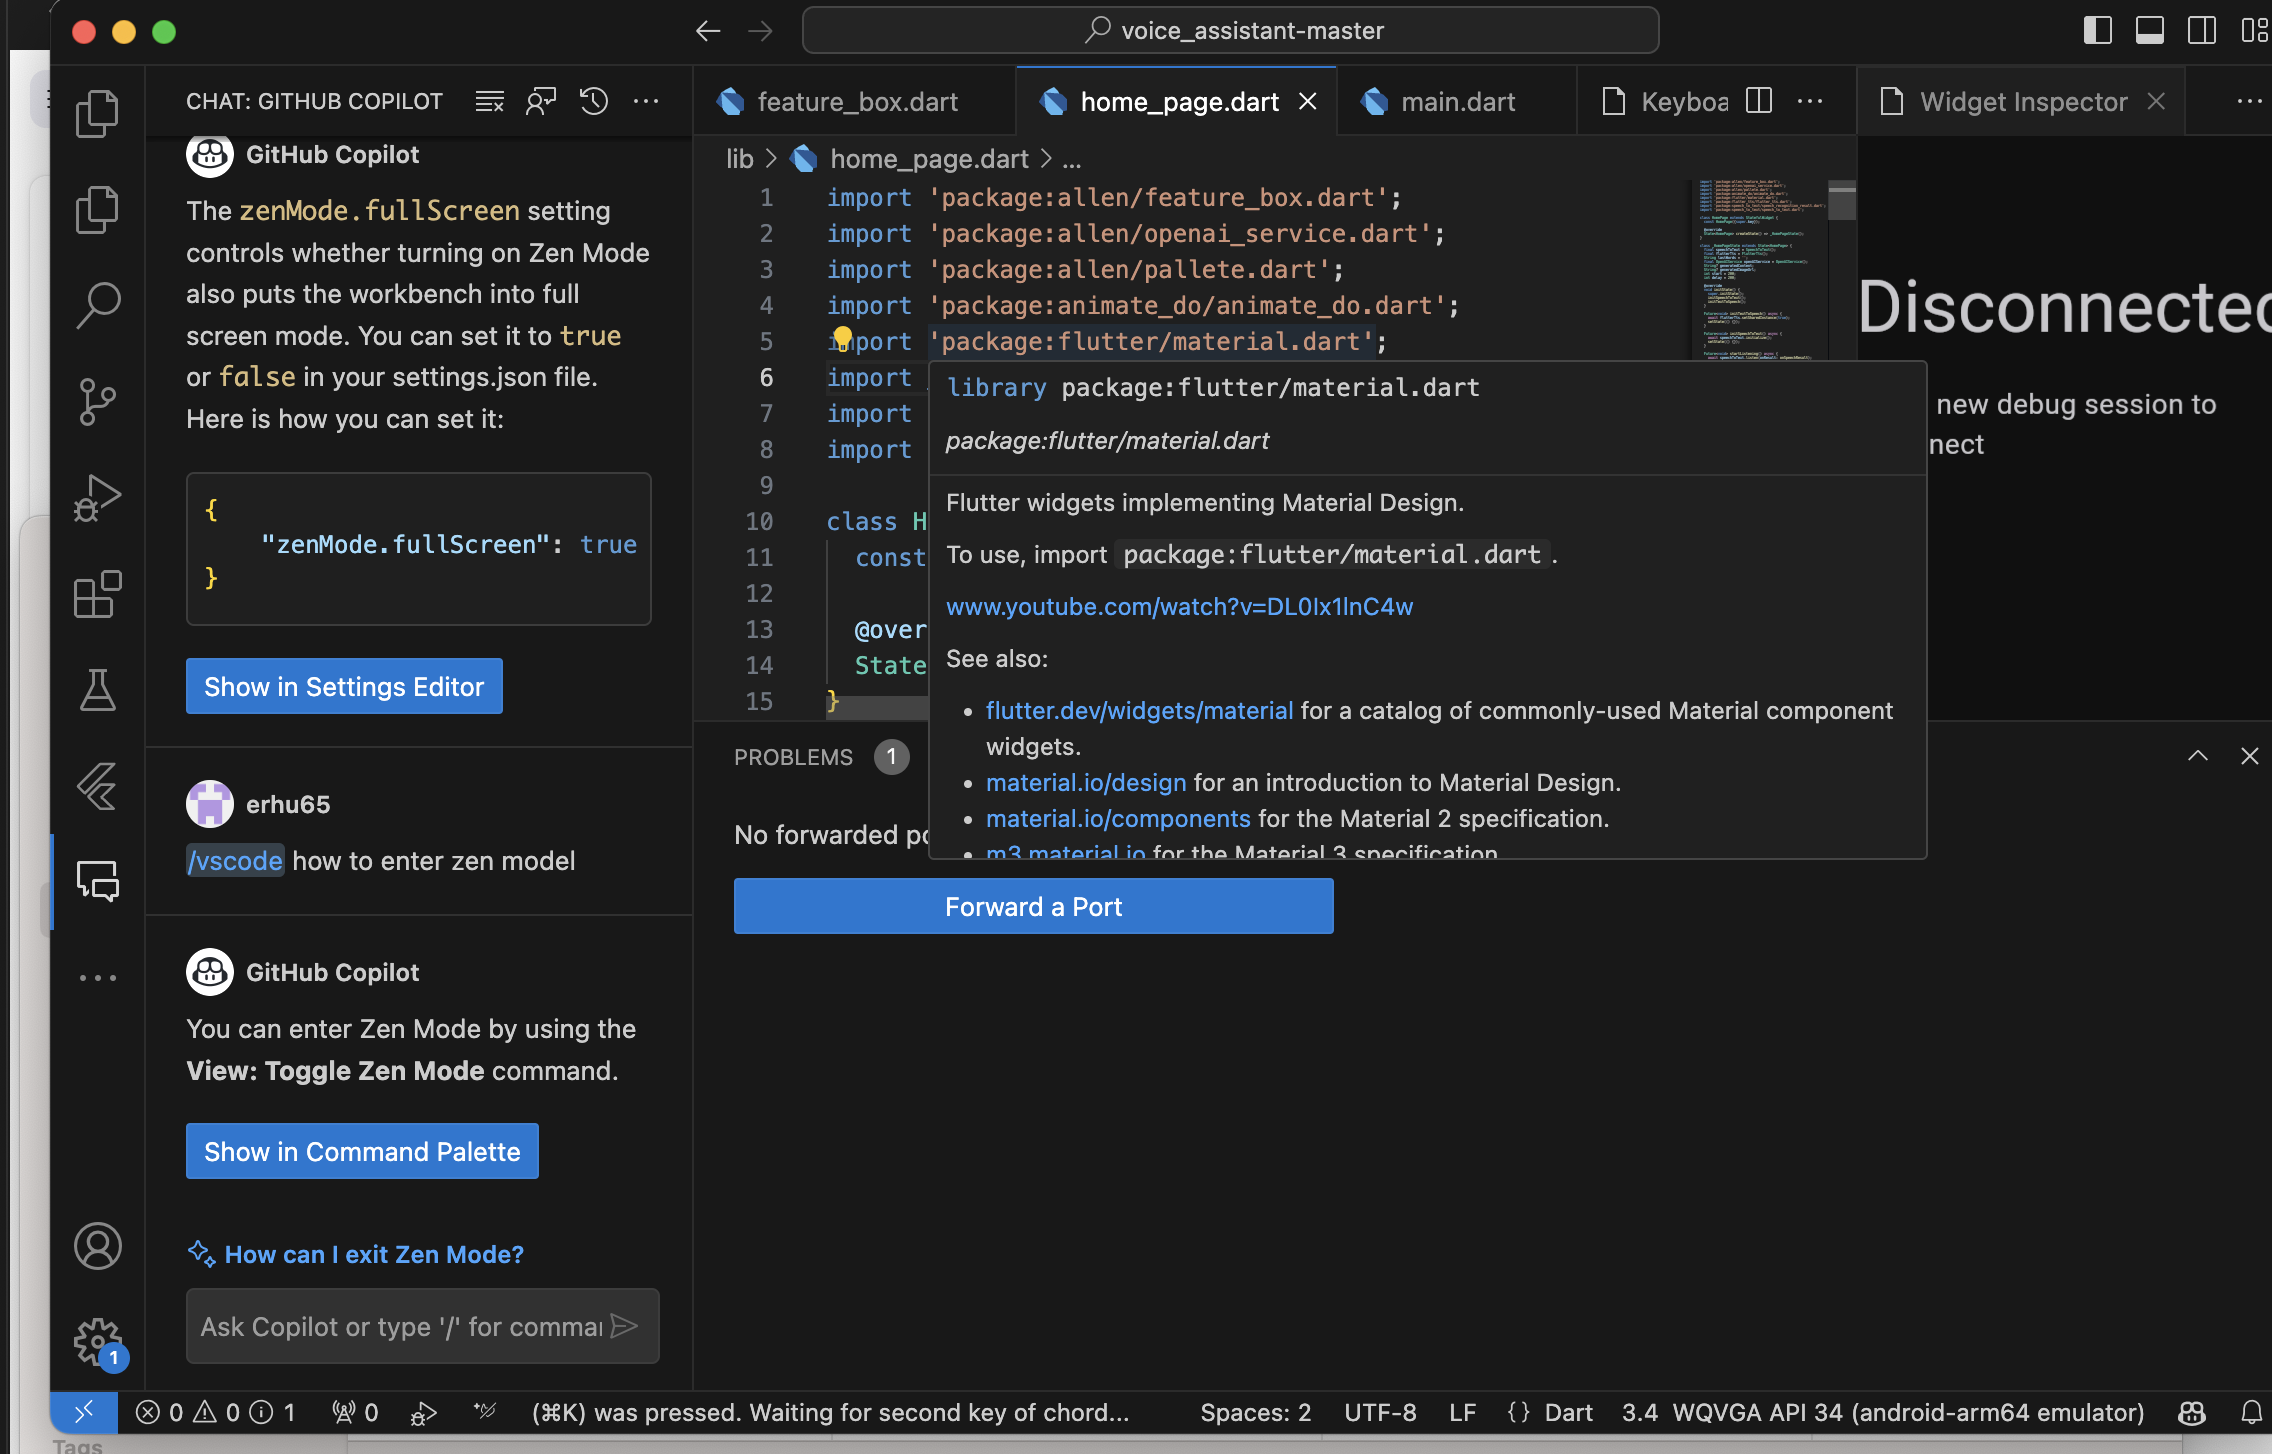 voice_assistant-master
CHAT: GITHUB COPILOT
GitHub Copilot
The zenMode.fullScreen setting
controls whether turning on Zen Mode
also puts the workbench into full
screen mode. You can set it to true
or false in your settings.json file.
Here is how you can set it:
{
"zenMode.fullScreen": true
}
Show in Settings Editor
erhu65
/vscode how to enter zen model
GitHub Copilot
You can enter Zen Mode by using the
View: Toggle Zen Mode command.
Show in Command Palette
How can I exit Zen Mode?
Ask Copilot or type '/' for comma
1
feature_box.dart
home_page.dart
main.dart
Keyboa
Widget Inspector
lib > home_page.dart > ...
1 import 'package:allen/feature_box.dart';
2 import 'package:allen/openai_service.dart';
3 import 'package:allen/pallete.dart';
4 import 'package:animate_do/animate_do.dart';
5 import 'package:flutter/material.dart';
6 import
7 import
8 import
9
10 class H
11 const
12
13 @over
14 State
15 }
library package:flutter/material.dart
package:flutter/material.dart
Flutter widgets implementing Material Design.
To use, import package:flutter/material.dart.
www.youtube.com/watch?v=DL0Ix1lnC4w
See also:
• flutter.dev/widgets/material for a catalog of commonly-used Material component
widgets.
• material.io/design for an introduction to Material Design.
• material.io/components for the Material 2 specification.
• m3.material.io for the Material 3 specification
Disconnected
new debug session to
nnect
PROBLEMS 1
No forwarded po
Forward a Port
0 0 1 0 (⌘K) was pressed. Waiting for second key of chord... Spaces: 2 UTF-8 LF {} Dart 3.4 WQVGA API 34 (android-arm64 emulator)
Tags